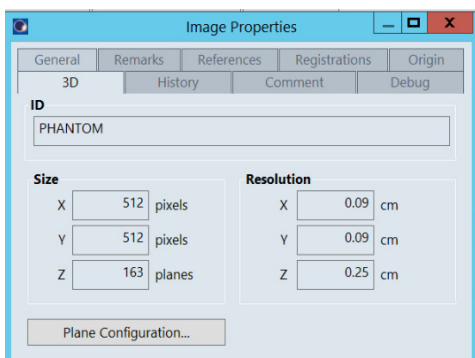 Image Properties
General Remarks References Registrations Origin
3D History Comment Debug
ID
PHANTOM
Size Resolution
X 512 pixels X 0.09 cm
Y 512 pixels Y 0.09 cm
Z 163 planes Z 0.25 cm
Plane Configuration...